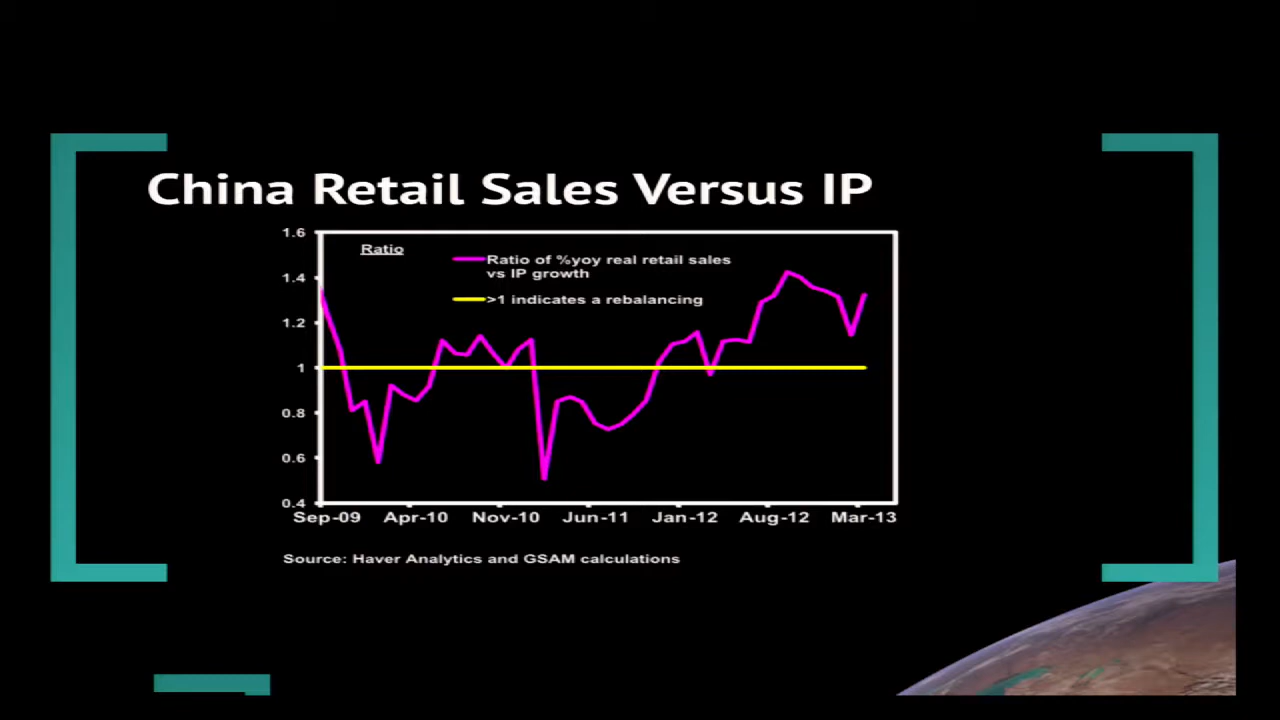 China Retail Sales Versus IP
1.6
Ratio
Ratio of %yoy real retail sales
vs IP growth
1.4
>1 indicates a rebalancing
1.2
1
0.8
0.6
0.4
Sep-09 Apr-10 Nov-10 Jun-11 Jan-12 Aug-12 Mar-13
Source: Haver Analytics and GSAM calculations